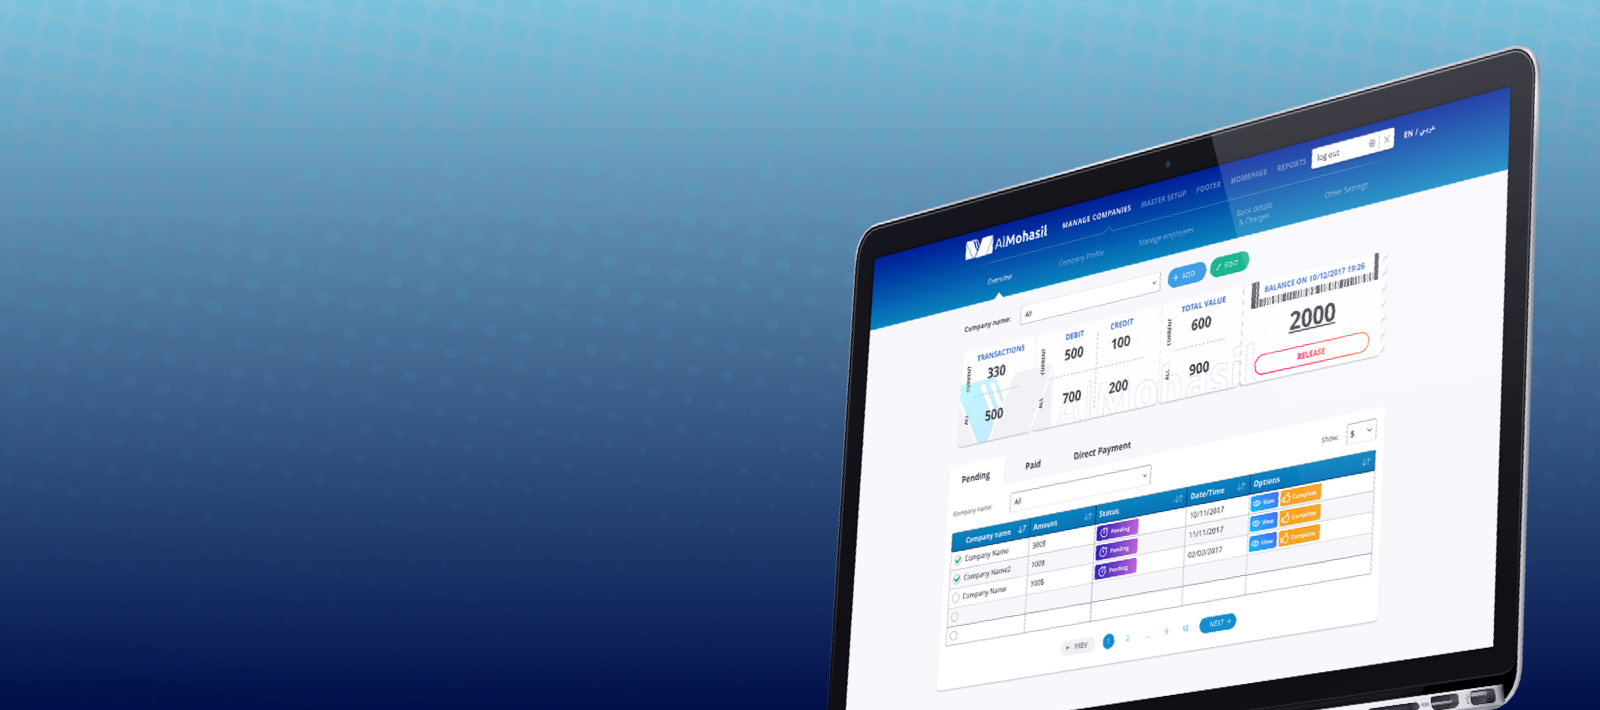 AlMohasil
MANAGE COMPANIES
MASTER SETUP
FOOTER
HOMEPAGE
REPORTS
log out
EN / عربي
Overview
Company Profile
Manage employees
Bank details
& Charges
Other Settings
Company name:
All
+ ADD
EDIT
TRANSACTIONS
CURRENT
330
ALL
500
DEBIT
CREDIT
CURRENT
500
100
ALL
700
200
TOTAL VALUE
CURRENT
600
ALL
900
BALANCE ON 10/12/2017 19:26
2000
RELEASE
AlMohasil
Pending
Paid
Direct Payment
Show:
5
Company name:
All
Company name
Amount
Status
Date/Time
Options
Company Name
300$
Pending
10/11/2017
View
Complete
Company Name2
100$
Pending
11/11/2017
View
Complete
Company Name
100$
Pending
02/02/2017
View
Complete
← PREV
1
2
...
9
10
NEXT →